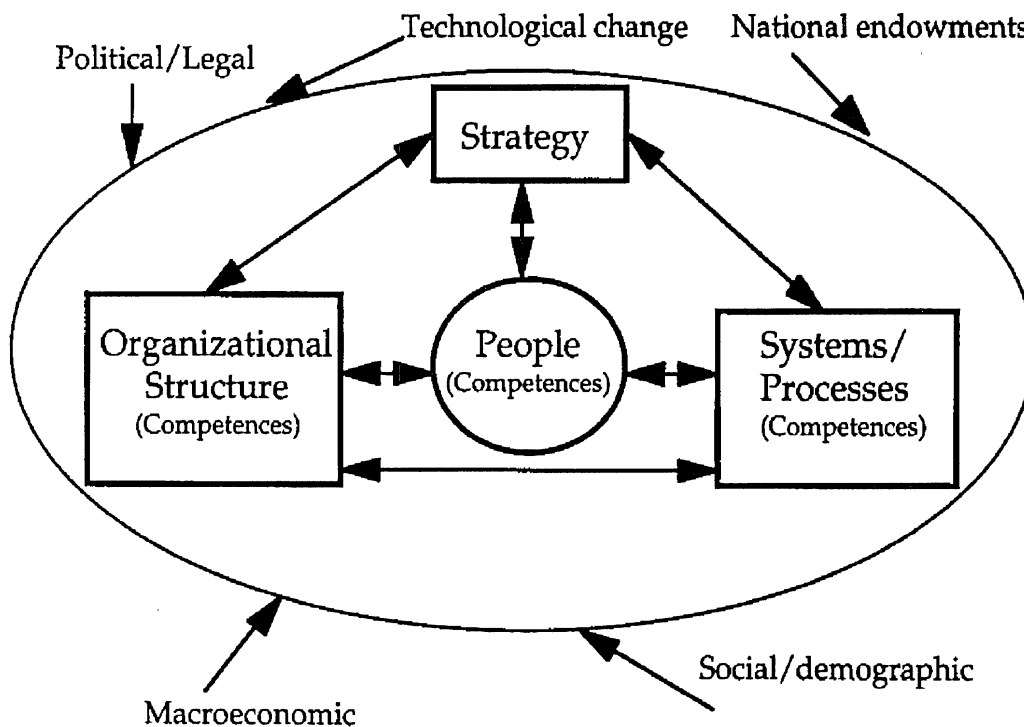 Technological change
National endowments
Political/Legal
Strategy
Organizational
Structure
(Competences)
People
(Competences)
Systems/
Processes
(Competences)
Social/demographic
Macroeconomic